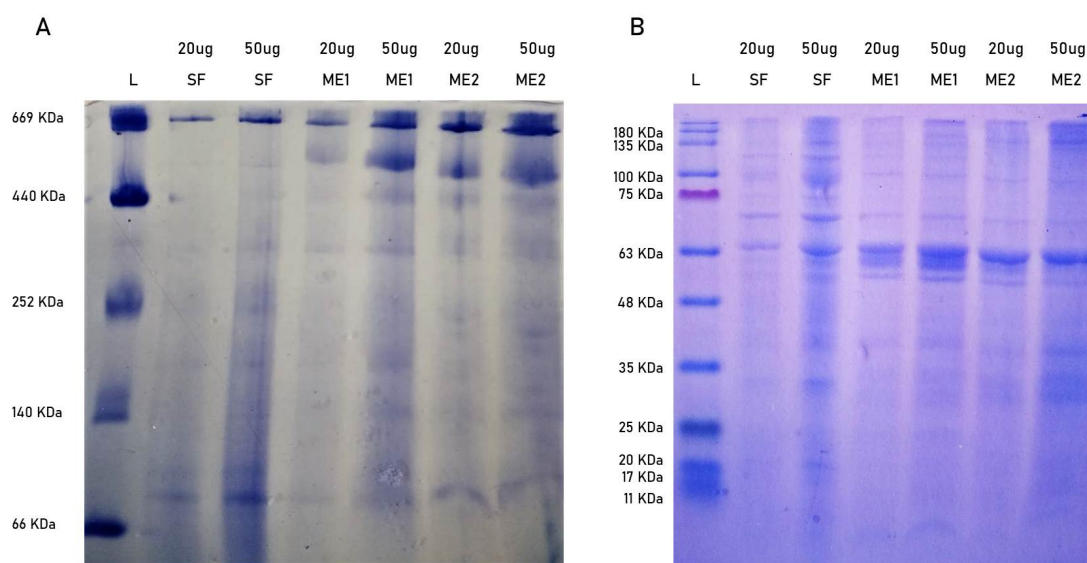 A
20ug 50ug 20ug 50ug 20ug 50ug
L SF SF ME1 ME1 ME2 ME2
669 KDa
440 KDa
252 KDa
140 KDa
66 KDa
B
20ug 50ug 20ug 50ug 20ug 50ug
L SF SF ME1 ME1 ME2 ME2
180 KDa
135 KDa
100 KDa
75 KDa
63 KDa
48 KDa
35 KDa
25 KDa
20 KDa
17 KDa
11 KDa